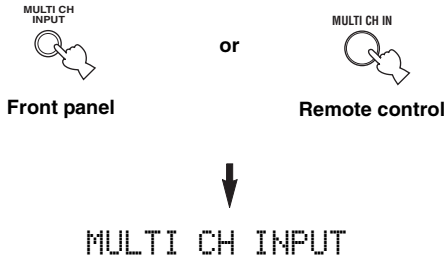 MULTI CH
INPUT
MULTI CH IN
or
Front panel
Remote control
MULTI CH INPUT